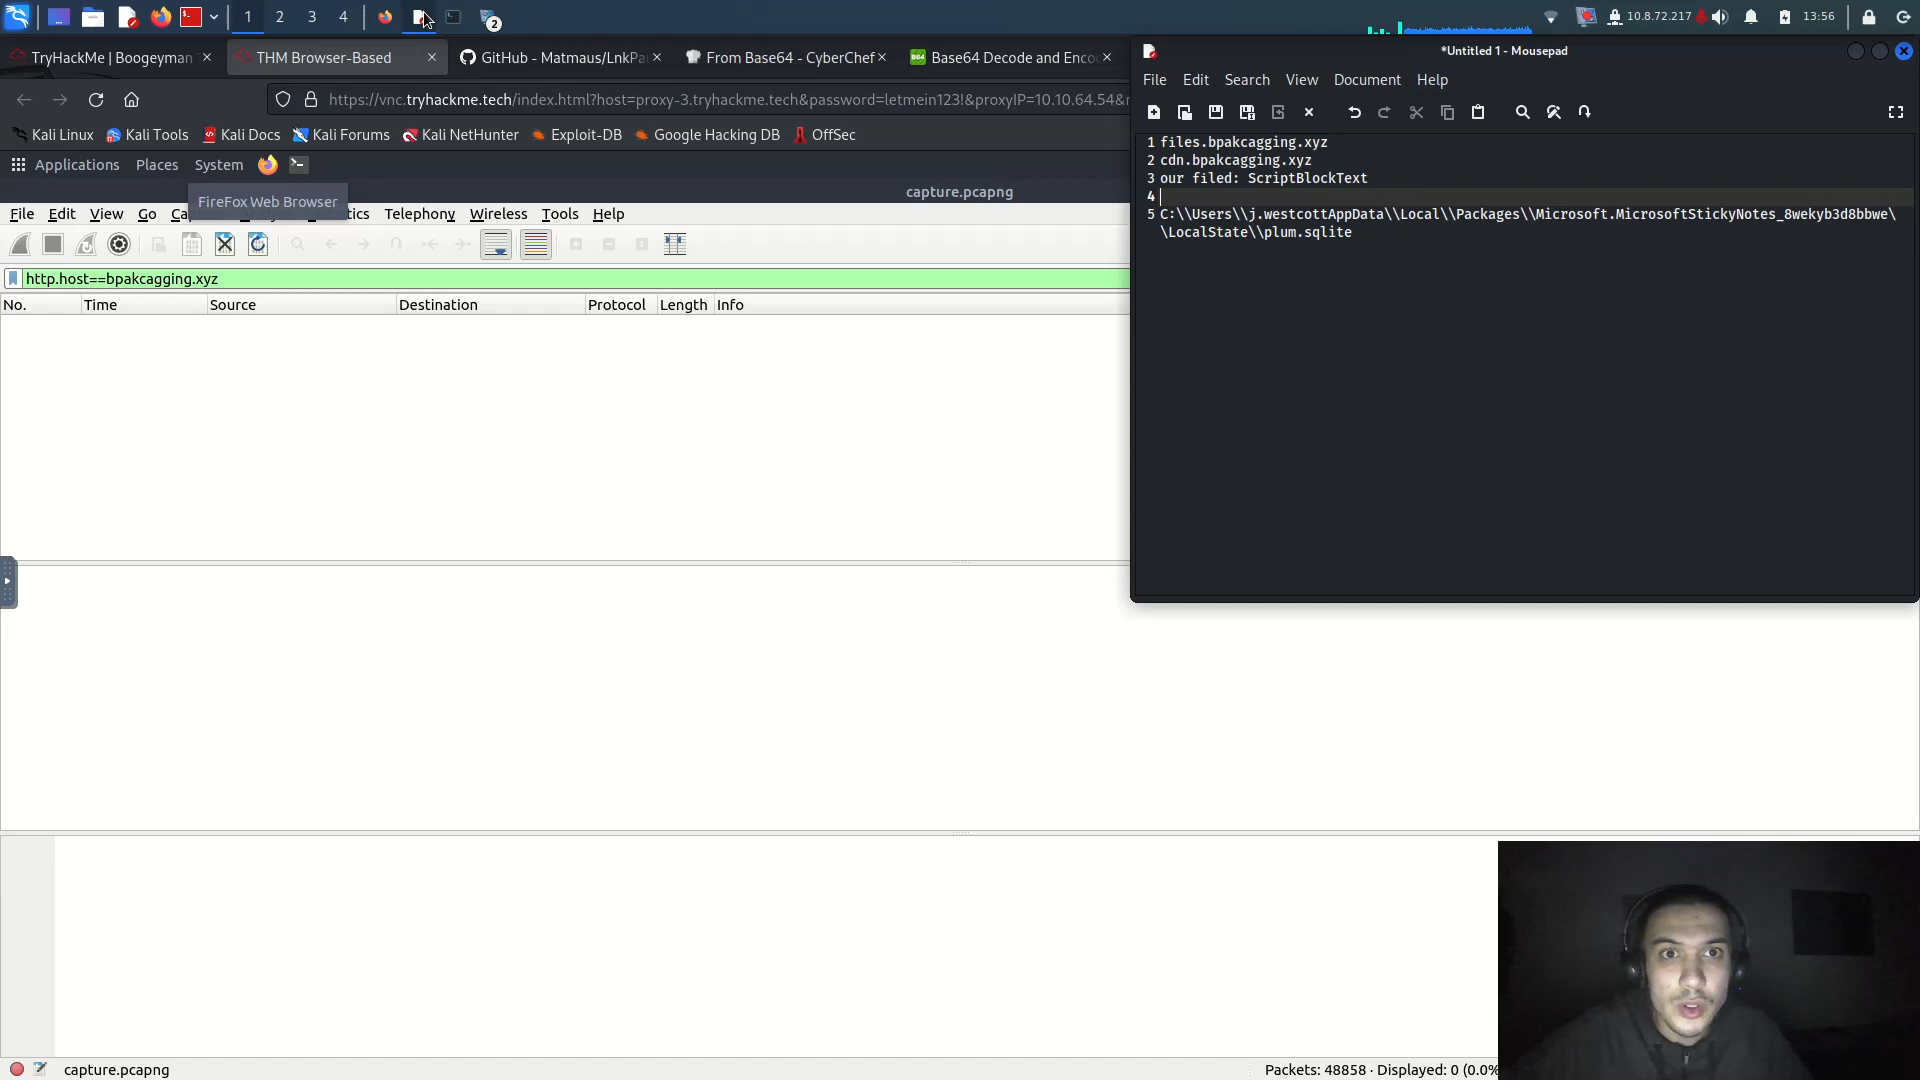 1
2
3
4
2
10.8.72.217
13:56
TryHackMe | Boogeyman
THM Browser-Based
GitHub - Matmaus/LnkPa
From Base64 - CyberChef
Base64 Decode and Enco
https://vnc.tryhackme.tech/index.html?host=proxy-3.tryhackme.tech&password=letmein123!&proxyIP=10.10.64.54&r
Kali Linux
Kali Tools
Kali Docs
Kali Forums
Kali NetHunter
Exploit-DB
Google Hacking DB
OffSec
Applications
Places
System
FireFox Web Browser
capture.pcapng
File
Edit
View
Go
Telephony
Wireless
Tools
Help
http.host==bpakcagging.xyz
No.
Time
Source
Destination
Protocol
Length
Info
*Untitled 1 - Mousepad
File
Edit
Search
View
Document
Help
1 files.bpakcagging.xyz
2 cdn.bpakcagging.xyz
3 our filed: ScriptBlockText
4
5 C:\\Users\\j.westcottAppData\\Local\\Packages\\Microsoft.MicrosoftStickyNotes_8wekyb3d8bbwe\
\LocalState\\plum.sqlite
capture.pcapng
Packets: 48858 · Displayed: 0 (0.0%